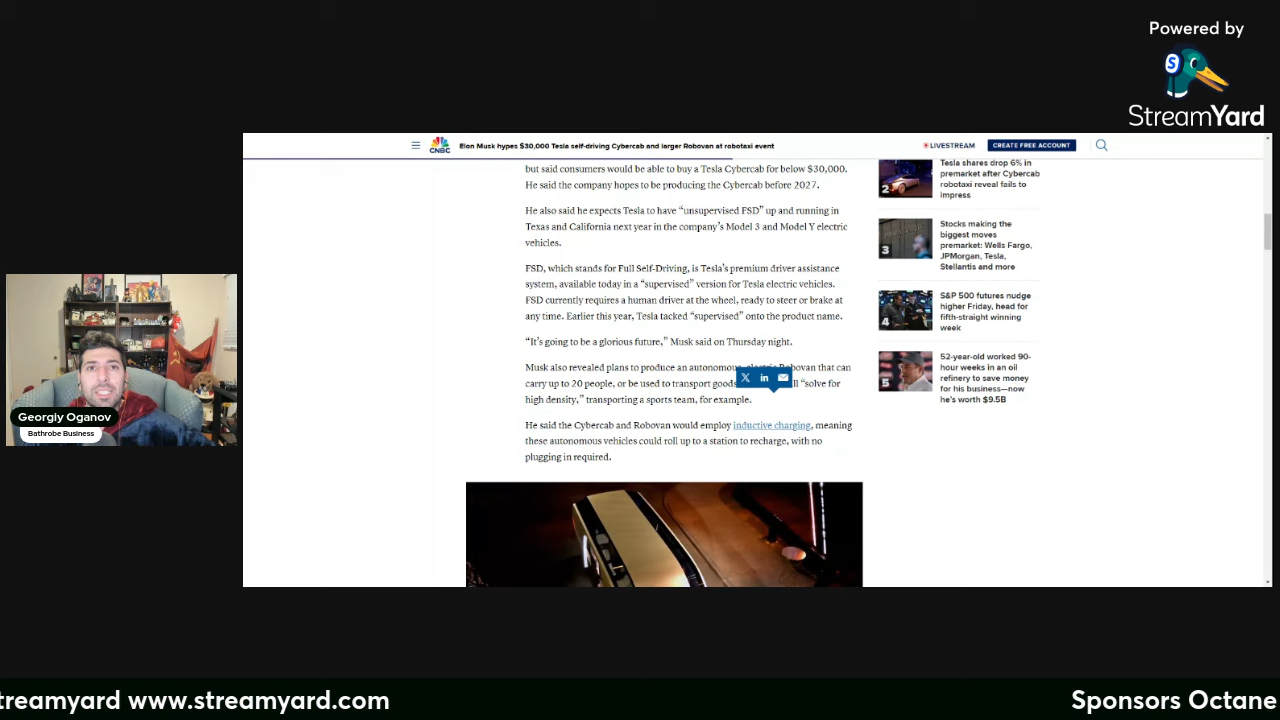 Powered by
StreamYard
CNBC
Elon Musk hypes $30,000 Tesla self-driving Cybercab and larger Robovan at robotaxi event
LIVESTREAM
CREATE FREE ACCOUNT
but said consumers would be able to buy a Tesla Cybercab for below $30,000.
He said the company hopes to be producing the Cybercab before 2027.
He also said he expects Tesla to have “unsupervised FSD” up and running in
Texas and California next year in the company’s Model 3 and Model Y electric
vehicles.
FSD, which stands for Full Self-Driving, is Tesla’s premium driver assistance
system, available today in a “supervised” version for Tesla electric vehicles.
FSD currently requires a human driver at the wheel, ready to steer or brake at
any time. Earlier this year, Tesla tacked “supervised” onto the product name.
“It’s going to be a glorious future,” Musk said on Thursday night.
Musk also revealed plans to produce an autonomous, electric Robovan that can
carry up to 20 people, or be used to transport goods “solve for
high density,” transporting a sports team, for example.
He said the Cybercab and Robovan would employ inductive charging, meaning
these autonomous vehicles could roll up to a station to recharge, with no
plugging in required.
2
Tesla shares drop 6% in
premarket after Cybercab
robotaxi reveal fails to
impress
3
Stocks making the
biggest moves
premarket: Wells Fargo,
JPMorgan, Tesla,
Stellantis and more
4
S&P 500 futures nudge
higher Friday, head for
fifth-straight winning
week
5
52-year-old worked 90-
hour weeks in an oil
refinery to save money
for his business—now
he's worth $9.5B
Georgiy Oganov
Bathrobe Business
treamyard www.streamyard.com
Sponsors Octane